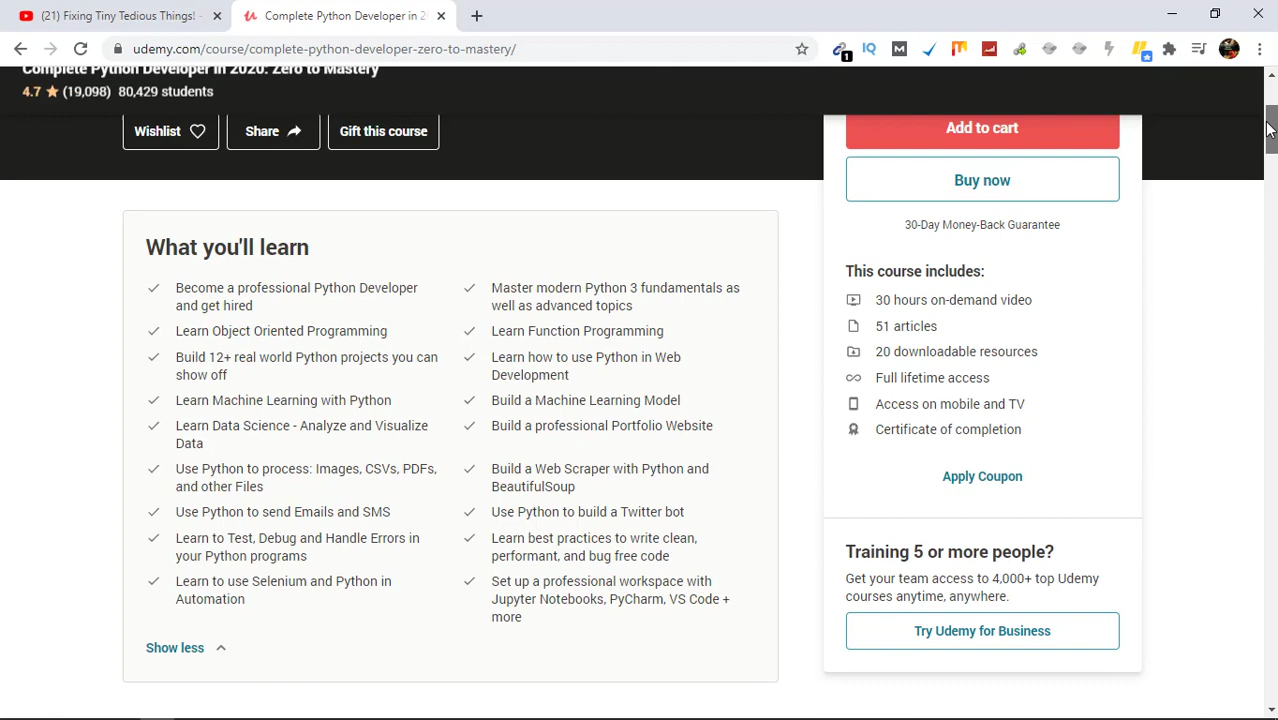 (21) Fixing Tiny Tedious Things! -
Complete Python Developer in 2
udemy.com/course/complete-python-developer-zero-to-mastery/
1
IQ
M
Complete Python Developer in 2020: Zero to Mastery
4.7 (19,098) 80,429 students
Wishlist
Share
Gift this course
Add to cart
Buy now
30-Day Money-Back Guarantee
What you'll learn
Become a professional Python Developer
and get hired
Master modern Python 3 fundamentals as
well as advanced topics
Learn Object Oriented Programming
Learn Function Programming
Build 12+ real world Python projects you can
show off
Learn how to use Python in Web
Development
Learn Machine Learning with Python
Build a Machine Learning Model
Learn Data Science - Analyze and Visualize
Data
Build a professional Portfolio Website
Use Python to process: Images, CSVs, PDFs,
and other Files
Build a Web Scraper with Python and
BeautifulSoup
Use Python to send Emails and SMS
Use Python to build a Twitter bot
Learn to Test, Debug and Handle Errors in
your Python programs
Learn best practices to write clean,
performant, and bug free code
Learn to use Selenium and Python in
Automation
Set up a professional workspace with
Jupyter Notebooks, PyCharm, VS Code +
more
Show less
This course includes:
30 hours on-demand video
51 articles
20 downloadable resources
Full lifetime access
Access on mobile and TV
Certificate of completion
Apply Coupon
Training 5 or more people?
Get your team access to 4,000+ top Udemy
courses anytime, anywhere.
Try Udemy for Business